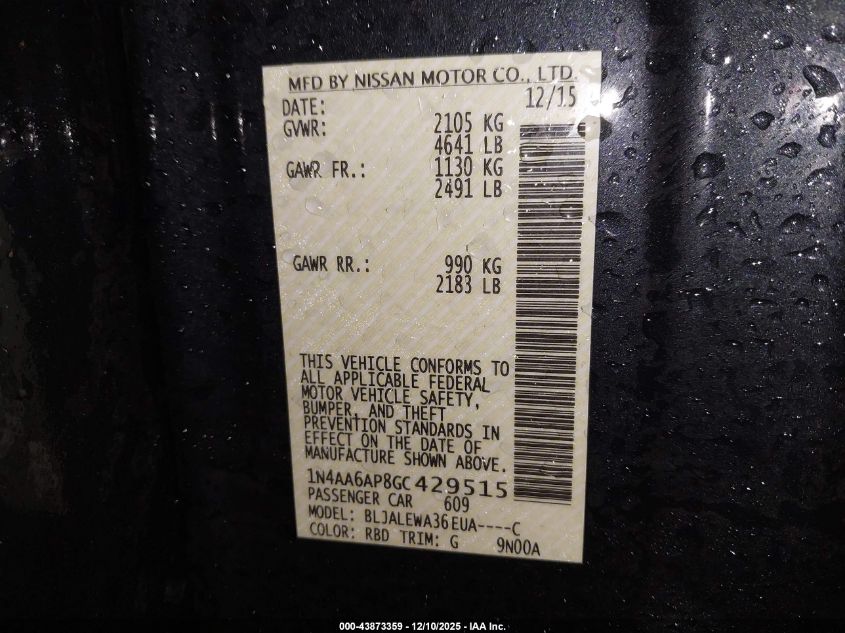 MFD BY NISSAN MOTOR CO., LTD.
DATE: 12/15
GVWR: 2105 KG
4641 LB
GAWR FR.: 1130 KG
2491 LB
GAWR RR.: 990 KG
2183 LB
THIS VEHICLE CONFORMS TO
ALL APPLICABLE FEDERAL
MOTOR VEHICLE SAFETY,
BUMPER, AND THEFT
PREVENTION STANDARDS IN
EFFECT ON THE DATE OF
MANUFACTURE SHOWN ABOVE.
1N4AA6AP8GC429515
PASSENGER CAR 609
MODEL: BLJALEWA36EUA----C
COLOR: RBD TRIM: G 9N00A
000-43873359 - 12/10/2025 - IAA Inc.